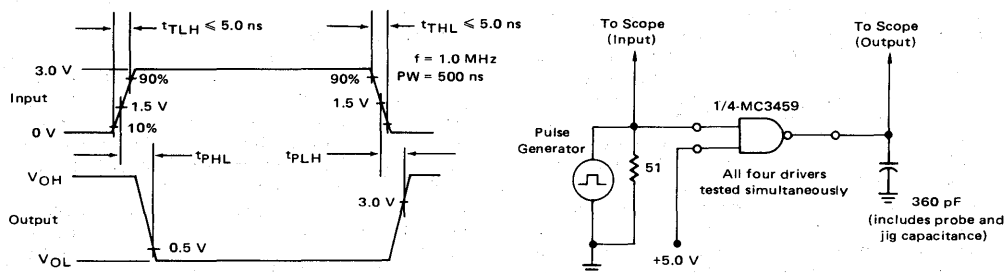 tTLH ≤ 5.0 ns
tTHL ≤ 5.0 ns
f = 1.0 MHz
PW = 500 ns
3.0 V
90%
90%
Input
1.5 V
1.5 V
10%
0 V
tPHL
tPLH
VOH
3.0 V
Output
0.5 V
VOL
To Scope
(Input)
To Scope
(Output)
1/4-MC3459
Pulse
Generator
51
All four drivers
tested simultaneously
360 pF
(includes probe and
jig capacitance)
+5.0 V